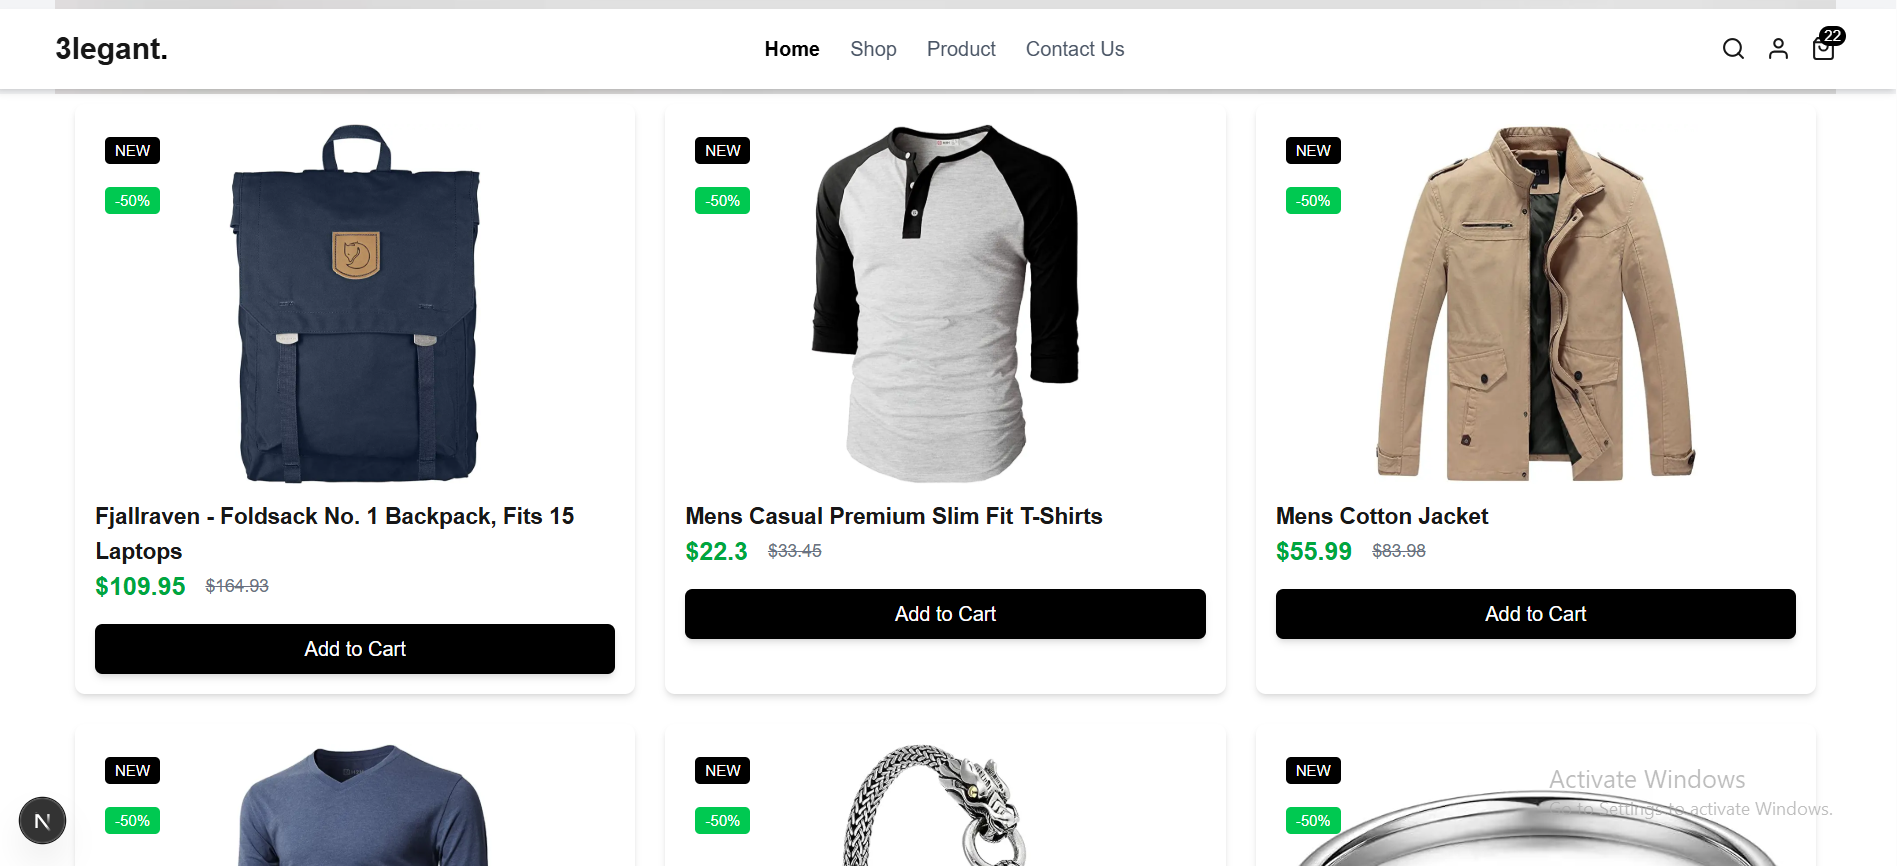 3legant.
Home Shop Product Contact Us
22
NEW
-50%
Fjallraven - Foldsack No. 1 Backpack, Fits 15
Laptops
$109.95 $164.93
Add to Cart
NEW
-50%
Mens Casual Premium Slim Fit T-Shirts
$22.3 $33.45
Add to Cart
NEW
-50%
Mens Cotton Jacket
$55.99 $83.98
Add to Cart
NEW
-50%
NEW
-50%
NEW
-50%
Activate Windows
Go to Settings to activate Windows.
N